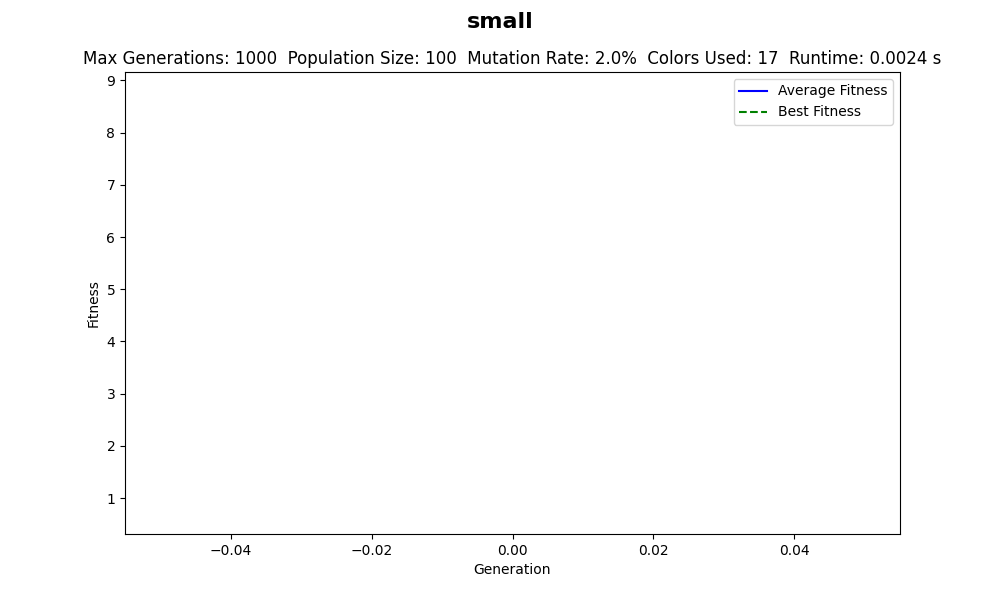 small
Max Generations: 1000  Population Size: 100  Mutation Rate: 2.0%  Colors Used: 17  Runtime: 0.0024 s
Average Fitness
Best Fitness
9
8
7
6
5
4
3
2
1
Fitness
−0.04
−0.02
0.00
0.02
0.04
Generation